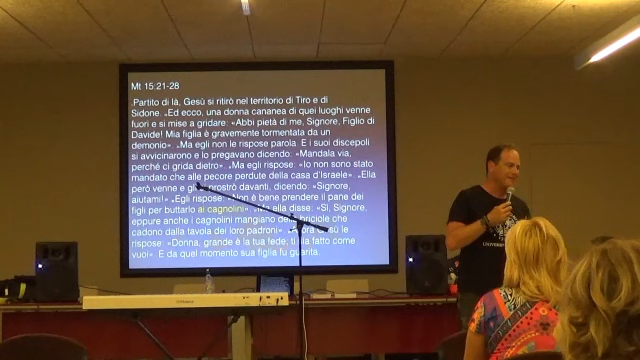 Mt 15:21-28
Partito di là, Gesù si ritirò nel territorio di Tiro e di
Sidone. Ed ecco, una donna cananea di quei luoghi venne
fuori e si mise a gridare: «Abbi pietà di me, Signore, Figlio di
Davide! Mia figlia è gravemente tormentata da un
demonio». Ma egli non le rispose parola. E i suoi discepoli
si avvicinarono e lo pregavano dicendo: «Mandala via,
perché ci grida dietro». Ma egli rispose: «Io non sono stato
mandato che alle pecore perdute della casa d'Israele». Ella
però venne e gli si prostrò davanti, dicendo: «Signore,
aiutami!» Egli rispose: «Non è bene prendere il pane dei
figli per buttarlo ai cagnolini». Ma ella disse: «Sì, Signore,
eppure anche i cagnolini mangiano delle briciole che
cadono dalla tavola dei loro padroni». Allora Gesù le
rispose: «Donna, grande è la tua fede; ti sia fatto come
vuoi». E da quel momento sua figlia fu guarita.